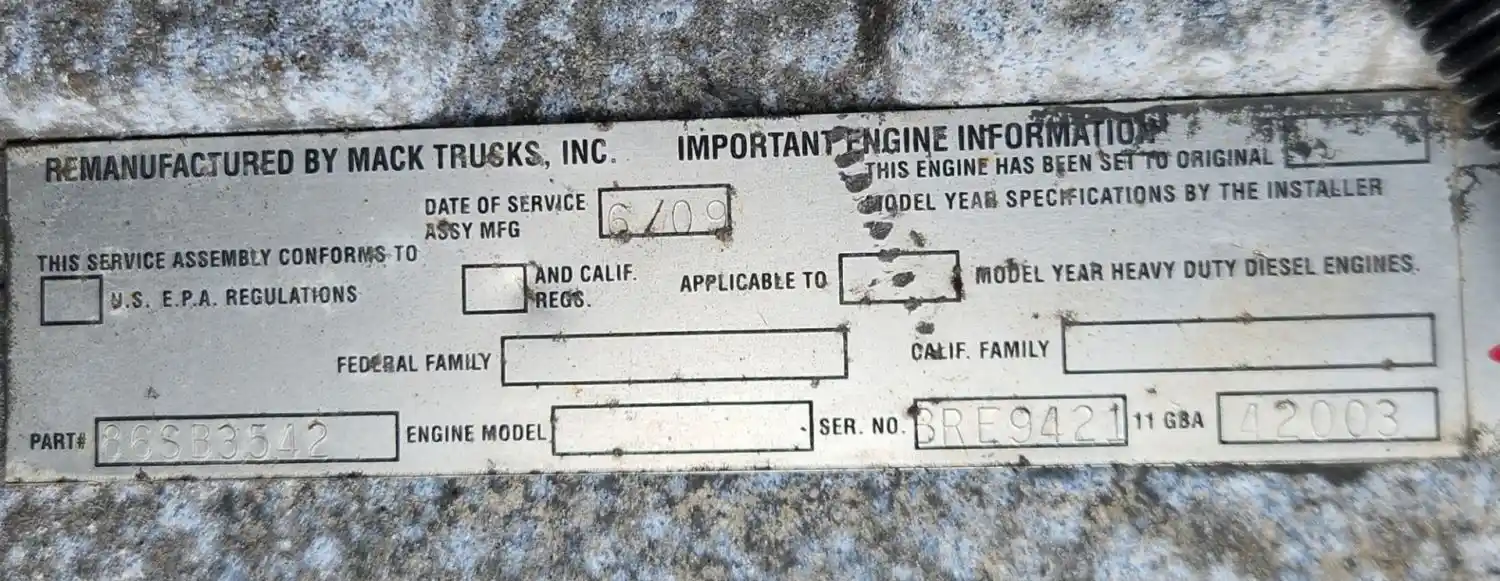 REMANUFACTURED BY MACK TRUCKS, INC. IMPORTANT ENGINE INFORMATION
THIS ENGINE HAS BEEN SET TO ORIGINAL
MODEL YEAR SPECIFICATIONS BY THE INSTALLER
DATE OF SERVICE
ASSY MFG
6/09
THIS SERVICE ASSEMBLY CONFORMS TO
U.S. E.P.A. REGULATIONS
AND CALIF.
REGS.
APPLICABLE TO
MODEL YEAR HEAVY DUTY DIESEL ENGINES.
FEDERAL FAMILY
CALIF. FAMILY
PART# 86SB3542 ENGINE MODEL SER. NO. 3RE9421 11 GBA 42003